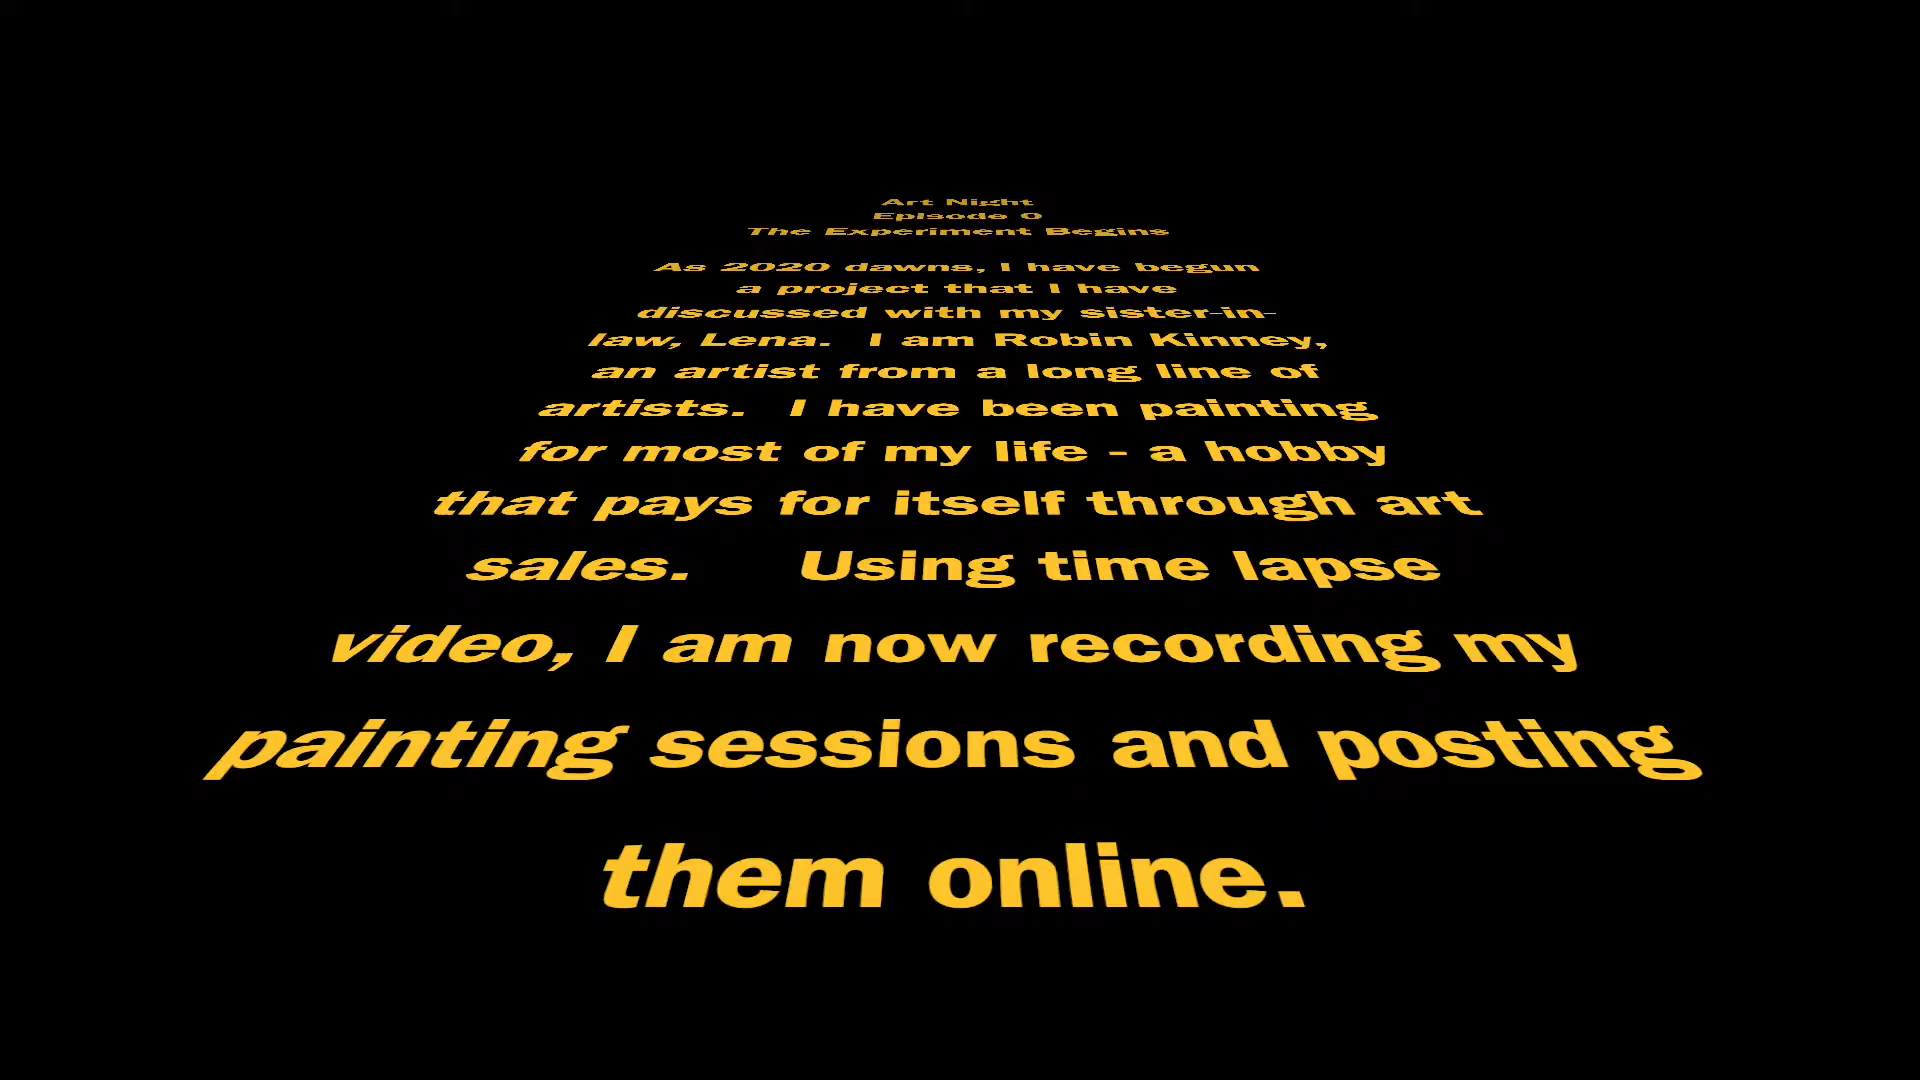 Art Night
Episode 0
The Experiment Begins
As 2020 dawns, I have begun
a project that I have
discussed with my sister-in-
law, Lena. I am Robin Kinney,
an artist from a long line of
artists. I have been painting
for most of my life - a hobby
that pays for itself through art
sales. Using time lapse
video, I am now recording my
painting sessions and posting
them online.